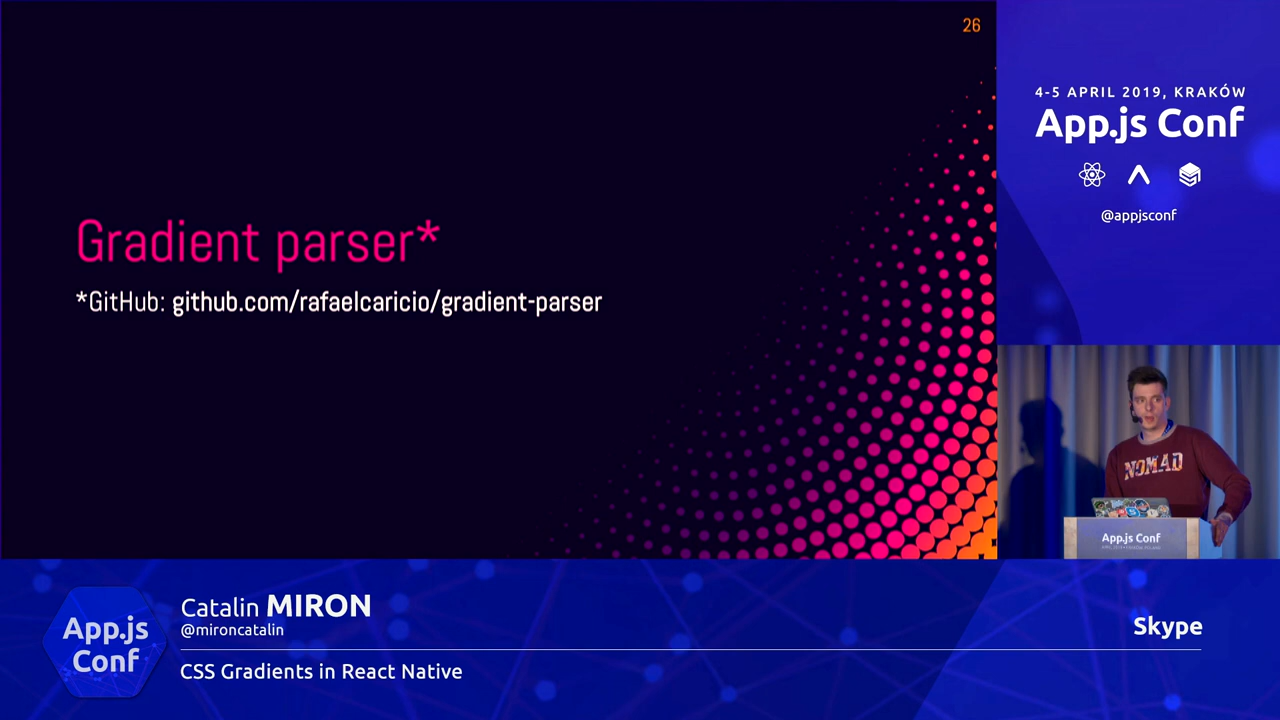 26
Gradient parser*
*GitHub: github.com/rafaelcaricio/gradient-parser
4-5 APRIL 2019, KRAKÓW
App.js Conf
@appjsconf
NOMAD
App.js Conf
App.js
Conf
Catalin MIRON
@mironcatalin
CSS Gradients in React Native
Skype